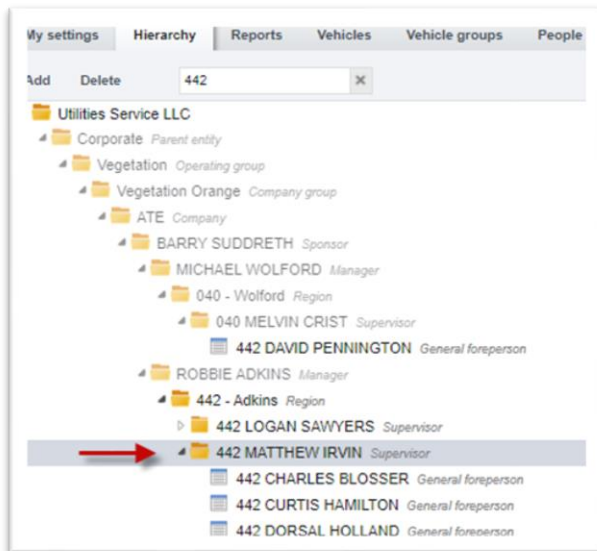 My settings Hierarchy Reports Vehicles Vehicle groups People
Add Delete 442
Utilities Service LLC
Corporate Parent entity
Vegetation Operating group
Vegetation Orange Company group
ATE Company
BARRY SUDDRETH Sponsor
MICHAEL WOLFORD Manager
040 - Wolford Region
040 MELVIN CRIST Supervisor
442 DAVID PENNINGTON General foreperson
ROBBIE ADKINS Manager
442 - Adkins Region
442 LOGAN SAWYERS Supervisor
442 MATTHEW IRVIN Supervisor
442 CHARLES BLOSSER General foreperson
442 CURTIS HAMILTON General foreperson
442 DORSAL HOLLAND General foreperson